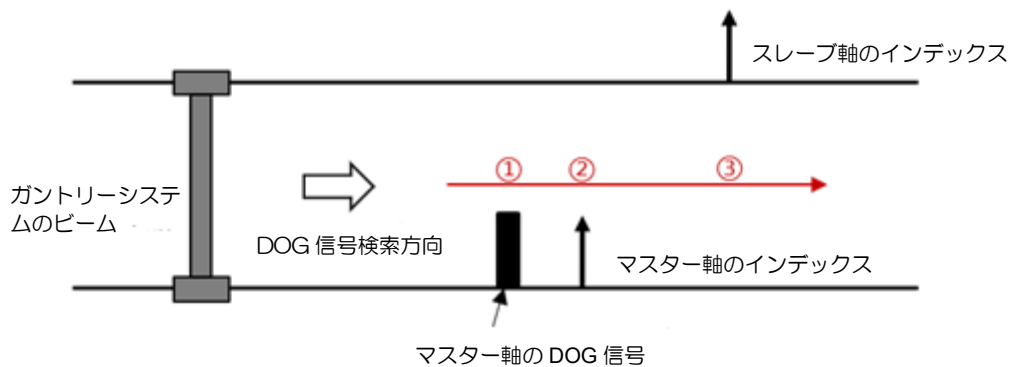 スレーブ軸のインデックス
① ② ③
ガントリーシステ
ムのビーム
DOG 信号検索方向
マスター軸のインデックス
マスター軸の DOG 信号